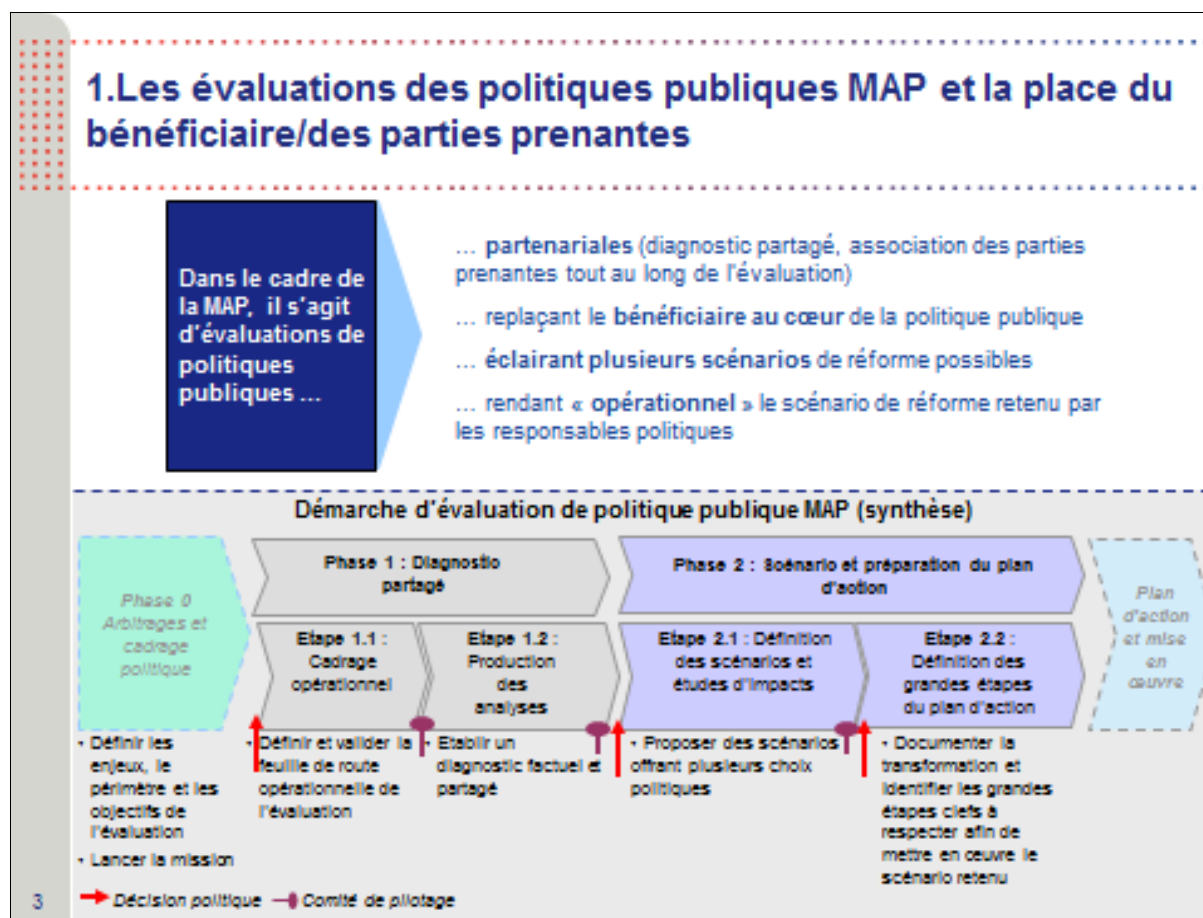 1.Les évaluations des politiques publiques MAP et la place du
bénéficiaire/des parties prenantes
Dans le cadre de
la MAP, il s'agit
d'évaluations de
politiques
publiques ...
... partenariales (diagnostic partagé, association des parties
prenantes tout au long de l'évaluation)
... replaçant le bénéficiaire au cœur de la politique publique
... éclairant plusieurs scénarios de réforme possibles
... rendant « opérationnel » le scénario de réforme retenu par
les responsables politiques
Démarche d'évaluation de politique publique MAP (synthèse)
Phase 0
Arbitrages et
cadrage
politique
Phase 1 : Diagnostic
partagé
Phase 2 : Scénario et préparation du plan
d'action
Plan
d'action
et mise
en
œuvre
Etape 1.1 :
Cadrage
opérationnel
Etape 1.2 :
Production
des
analyses
Etape 2.1 : Définition
des scénarios et
études d'impacts
Etape 2.2 :
Définition des
grandes étapes
du plan d'action
• Définir les
enjeux, le
périmètre et les
objectifs de
l'évaluation
• Lancer la mission
• Définir et valider la
feuille de route
opérationnelle de
l'évaluation
• Etablir un
diagnostic factuel et
partagé
• Proposer des scénarios
offrant plusieurs choix
politiques
• Documenter la
transformation et
identifier les grandes
étapes clefs à
respecter afin de
mettre en œuvre le
scénario retenu
3
Décision politique
Comité de pilotage